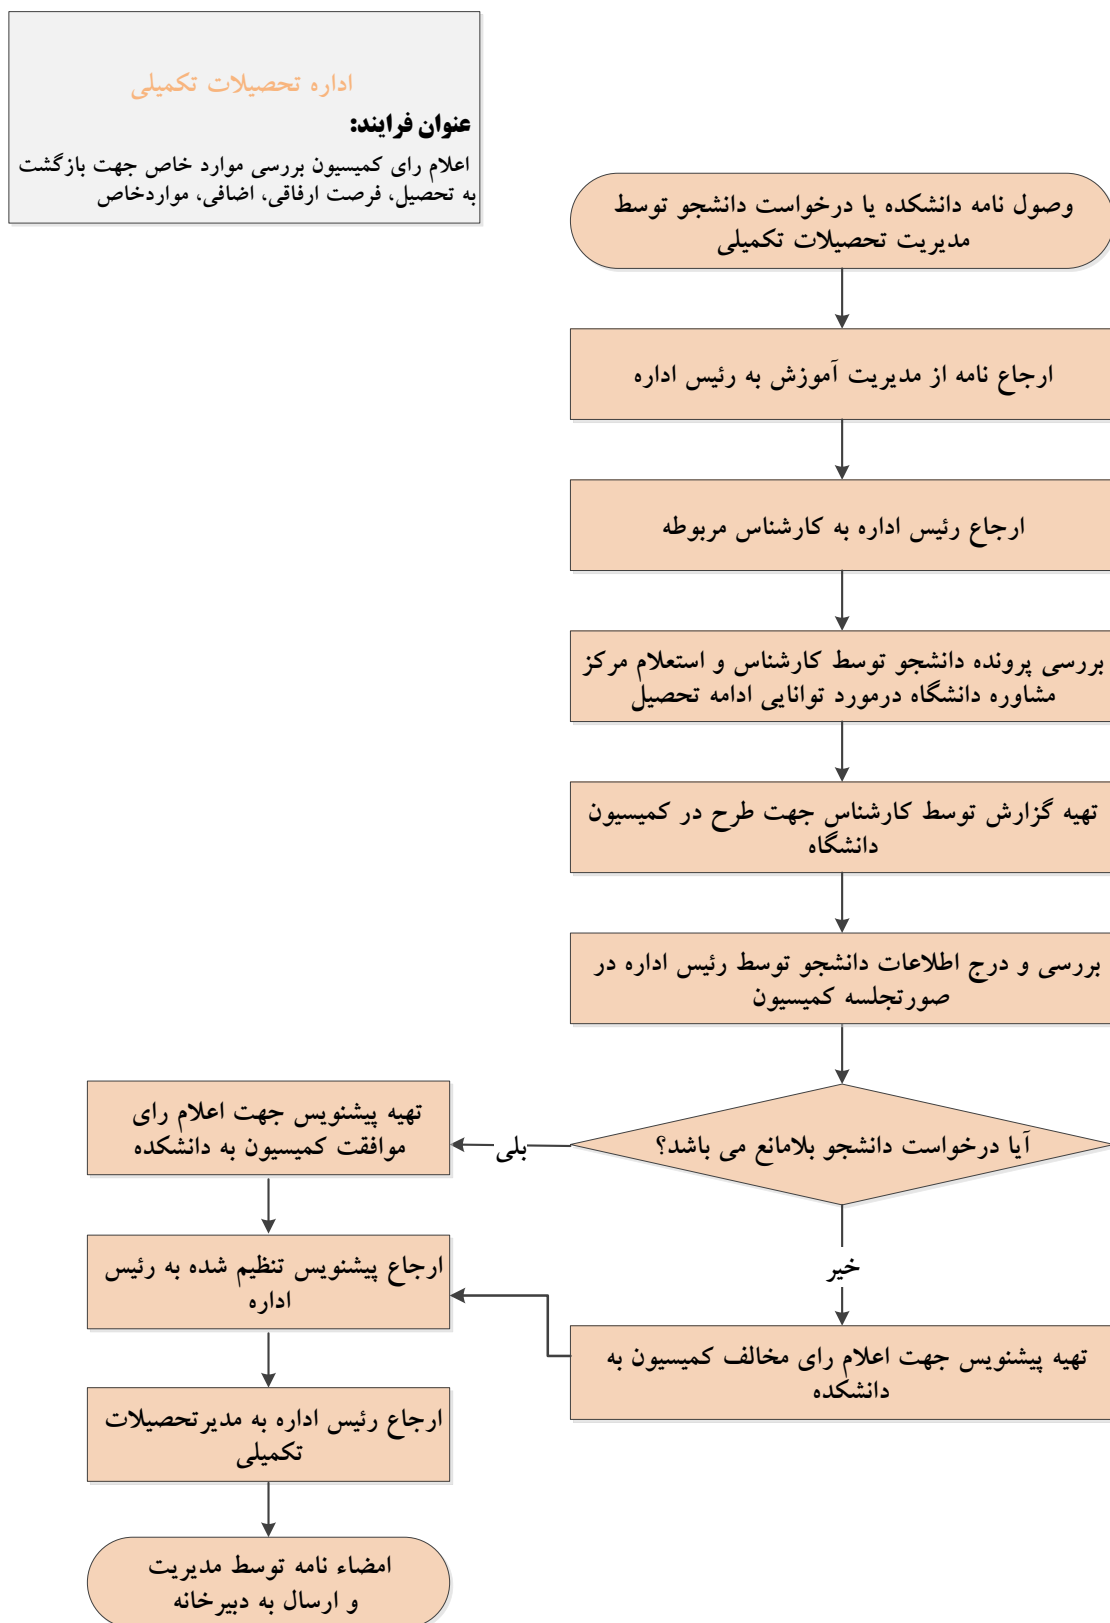 اداره تحصیلات تکمیلی
عنوان فرایند:
اعلام رای کمیسیون بررسی موارد خاص جهت بازگشت
به تحصیل، فرصت ارفاقی، اضافی، مواردخاص
وصول نامه دانشکده یا درخواست دانشجو توسط
مدیریت تحصیلات تکمیلی
ارجاع نامه از مدیریت آموزش به رئیس اداره
ارجاع رئیس اداره به کارشناس مربوطه
بررسی پرونده دانشجو توسط کارشناس و استعلام مرکز
مشاوره دانشگاه درمورد توانایی ادامه تحصیل
تهیه گزارش توسط کارشناس جهت طرح در کمیسیون
دانشگاه
بررسی و درج اطلاعات دانشجو توسط رئیس اداره در
صورتجلسه کمیسیون
آیا درخواست دانشجو بلامانع می باشد؟
بلی
تهیه پیشنویس جهت اعلام رای
موافقت کمیسیون به دانشکده
خیر
تهیه پیشنویس جهت اعلام رای مخالف کمیسیون به
دانشکده
ارجاع پیشنویس تنظیم شده به رئیس
اداره
ارجاع رئیس اداره به مدیرتحصیلات
تکمیلی
امضاء نامه توسط مدیریت
و ارسال به دبیرخانه